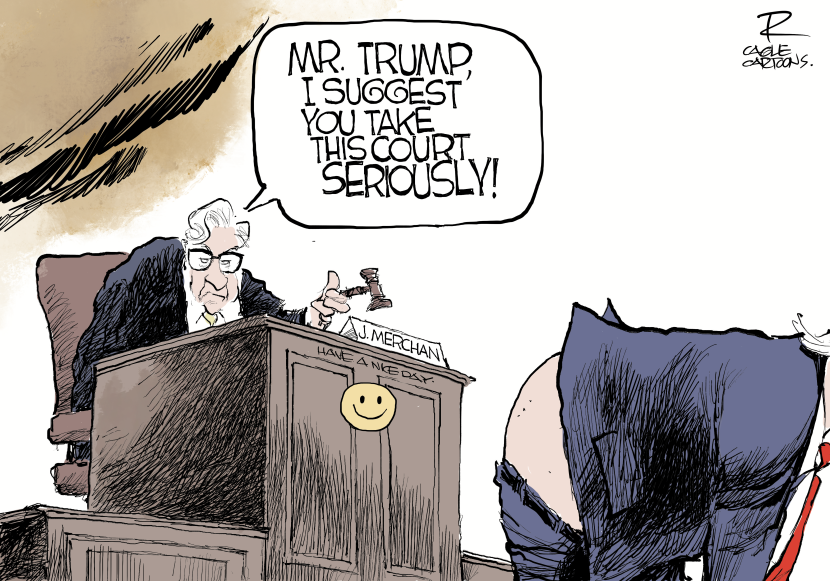 MR. TRUMP,
I SUGGEST
YOU TAKE
THIS COURT
SERIOUSLY!
R
CAGLE
CARTOONS.
J. MERCHAN
HAVE A NICE DAY.